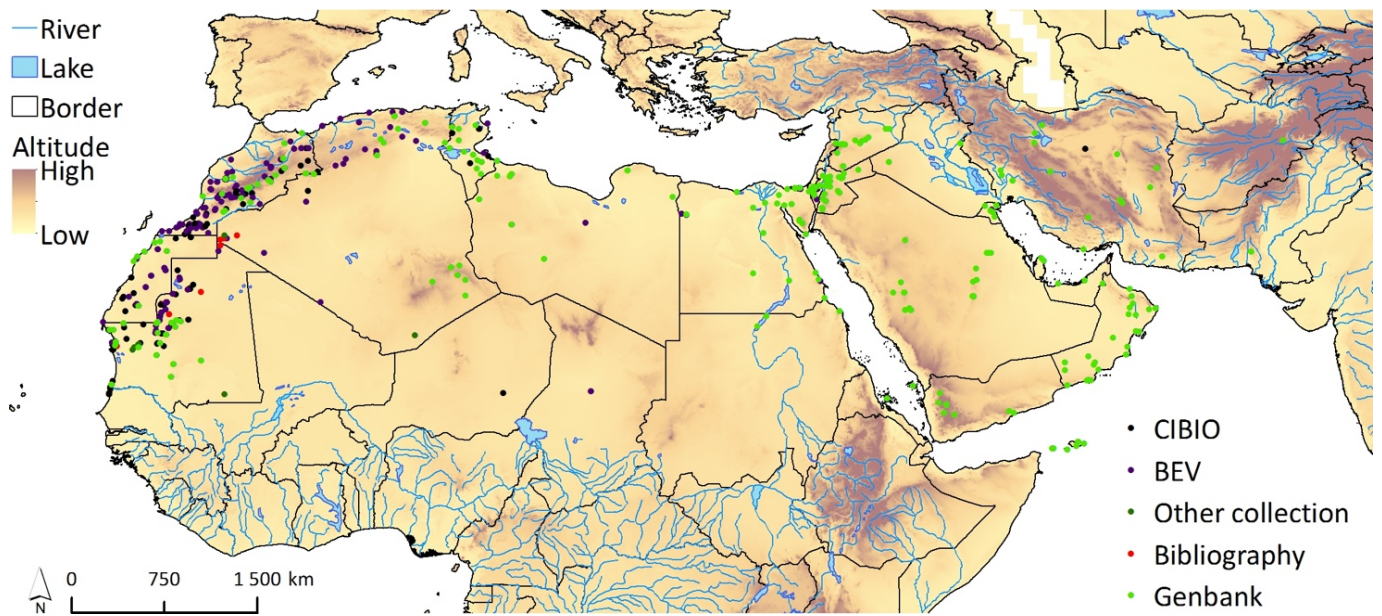 River
Lake
Border
Altitude
High
Low
CIBIO
BEV
Other collection
Bibliography
Genbank
N
0 750 1 500 km